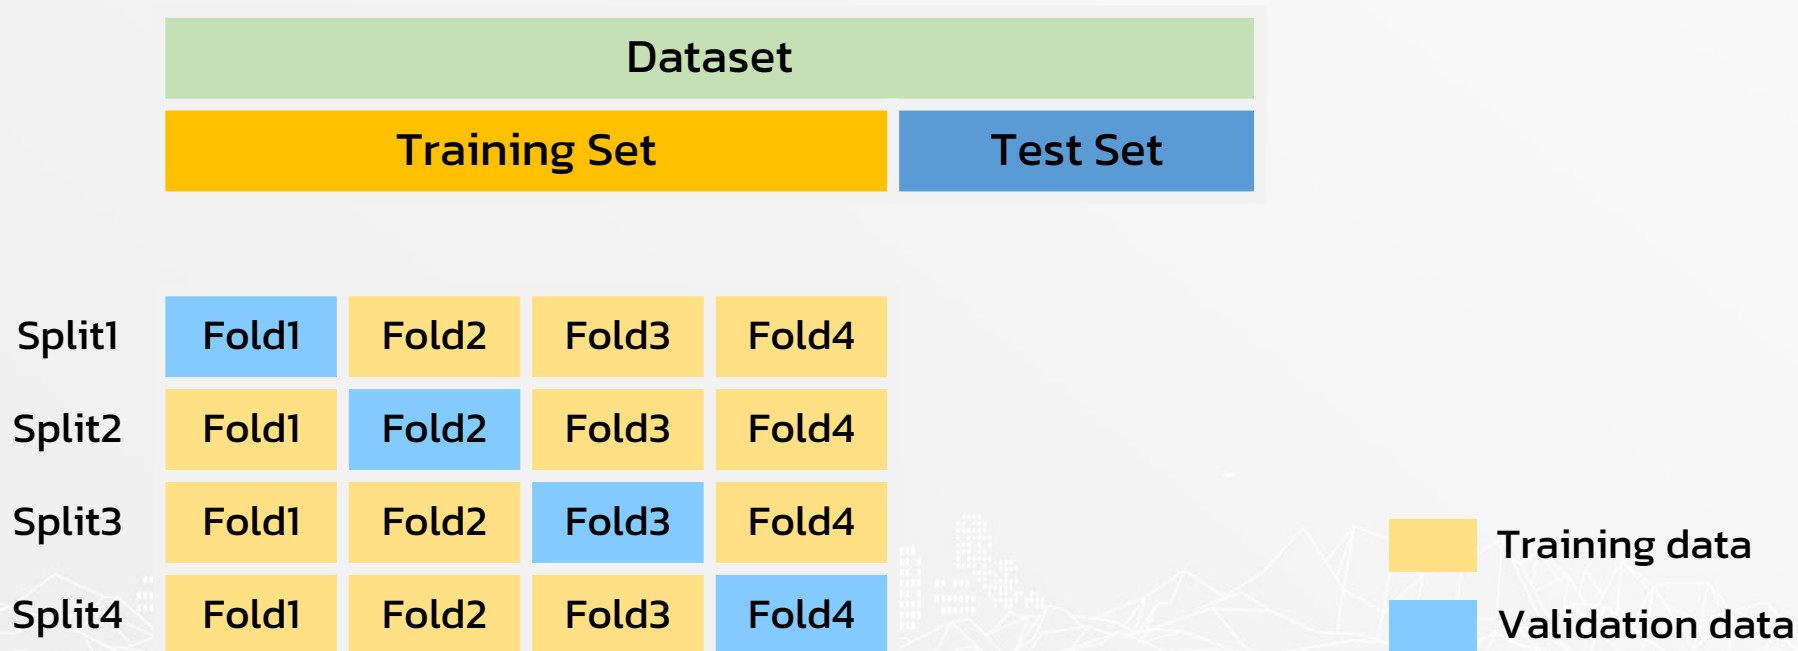 Dataset
Training Set Test Set
Split1 Fold1 Fold2 Fold3 Fold4
Split2 Fold1 Fold2 Fold3 Fold4
Split3 Fold1 Fold2 Fold3 Fold4
Training data
Split4 Fold1 Fold2 Fold3 Fold4
Validation data